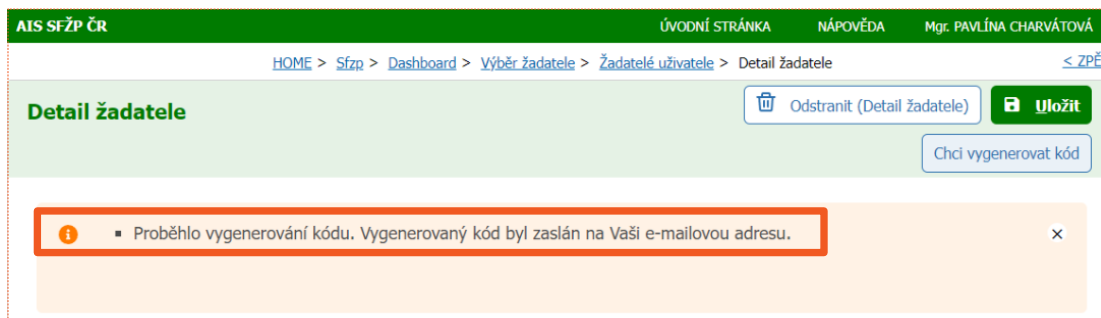 AIS SFŽP ČR ÚVODNÍ STRÁNKA NÁPOVĚDA Mgr. PAVLÍNA CHARVÁTOVÁ
HOME > Sfzp > Dashboard > Výběr žadatele > Žadatelé uživatele > Detail žadatele < ZPĚ
Detail žadatele Odstranit (Detail žadatele) Uložit
Chci vygenerovat kód
▪ Proběhlo vygenerování kódu. Vygenerovaný kód byl zaslán na Vaši e-mailovou adresu.